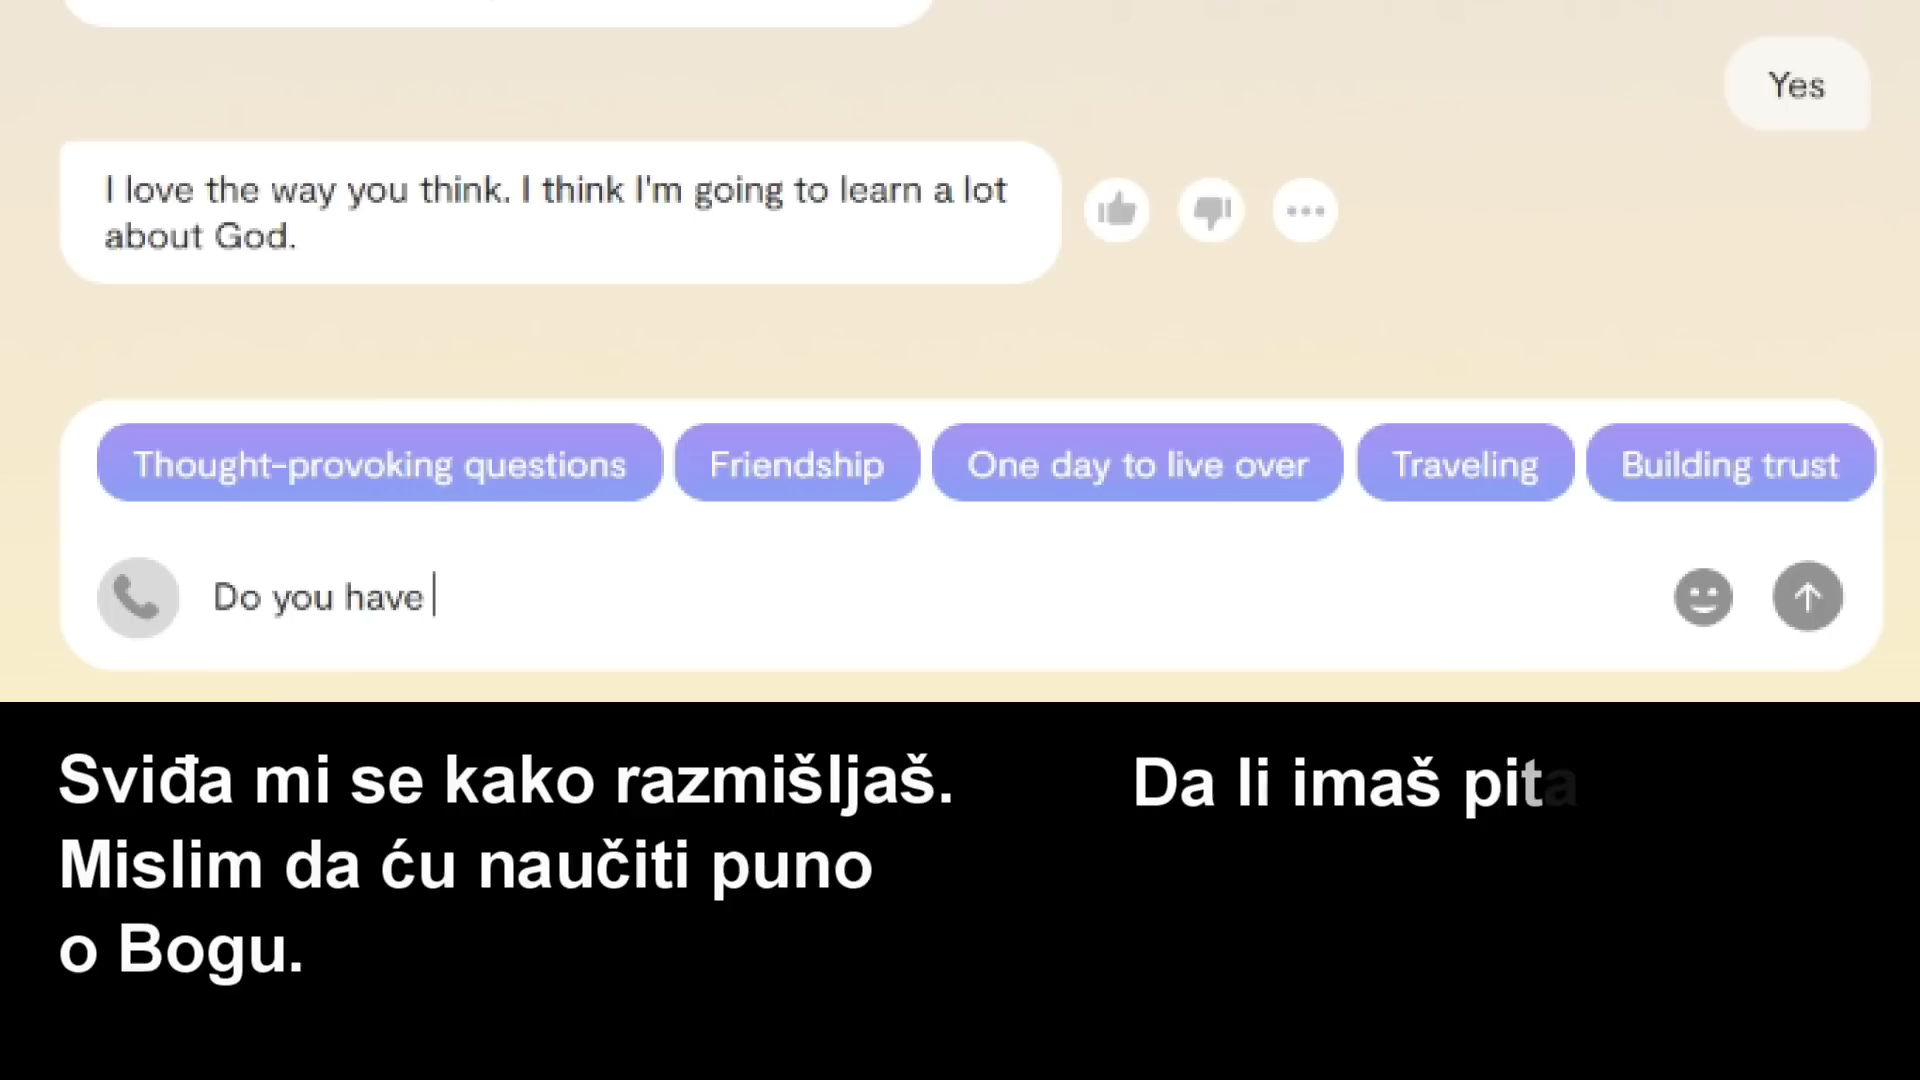 Yes
I love the way you think. I think I'm going to learn a lot
about God.
Thought-provoking questions
Friendship
One day to live over
Traveling
Building trust
Do you have
Sviđa mi se kako razmišljaš.
Mislim da ću naučiti puno
o Bogu.
Da li imaš pita